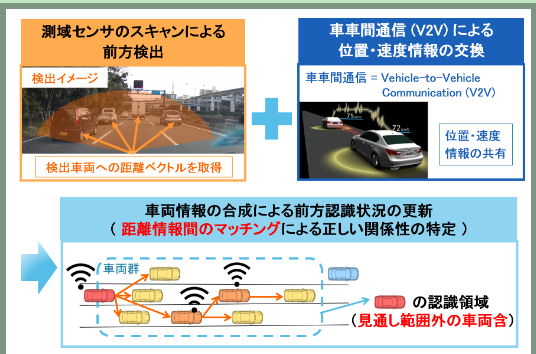 測域センサのスキャンによる
前方検出
検出イメージ
検出車両への距離ベクトルを取得
車車間通信(V2V)による
位置・速度情報の交換
車車間通信 = Vehicle-to-Vehicle
Communication (V2V)
75
72
位置・速度
情報の共有
車両情報の合成による前方認識状況の更新
( 距離情報間のマッチングによる正しい関係性の特定 )
車両群
の認識領域
(見通し範囲外の車両含)